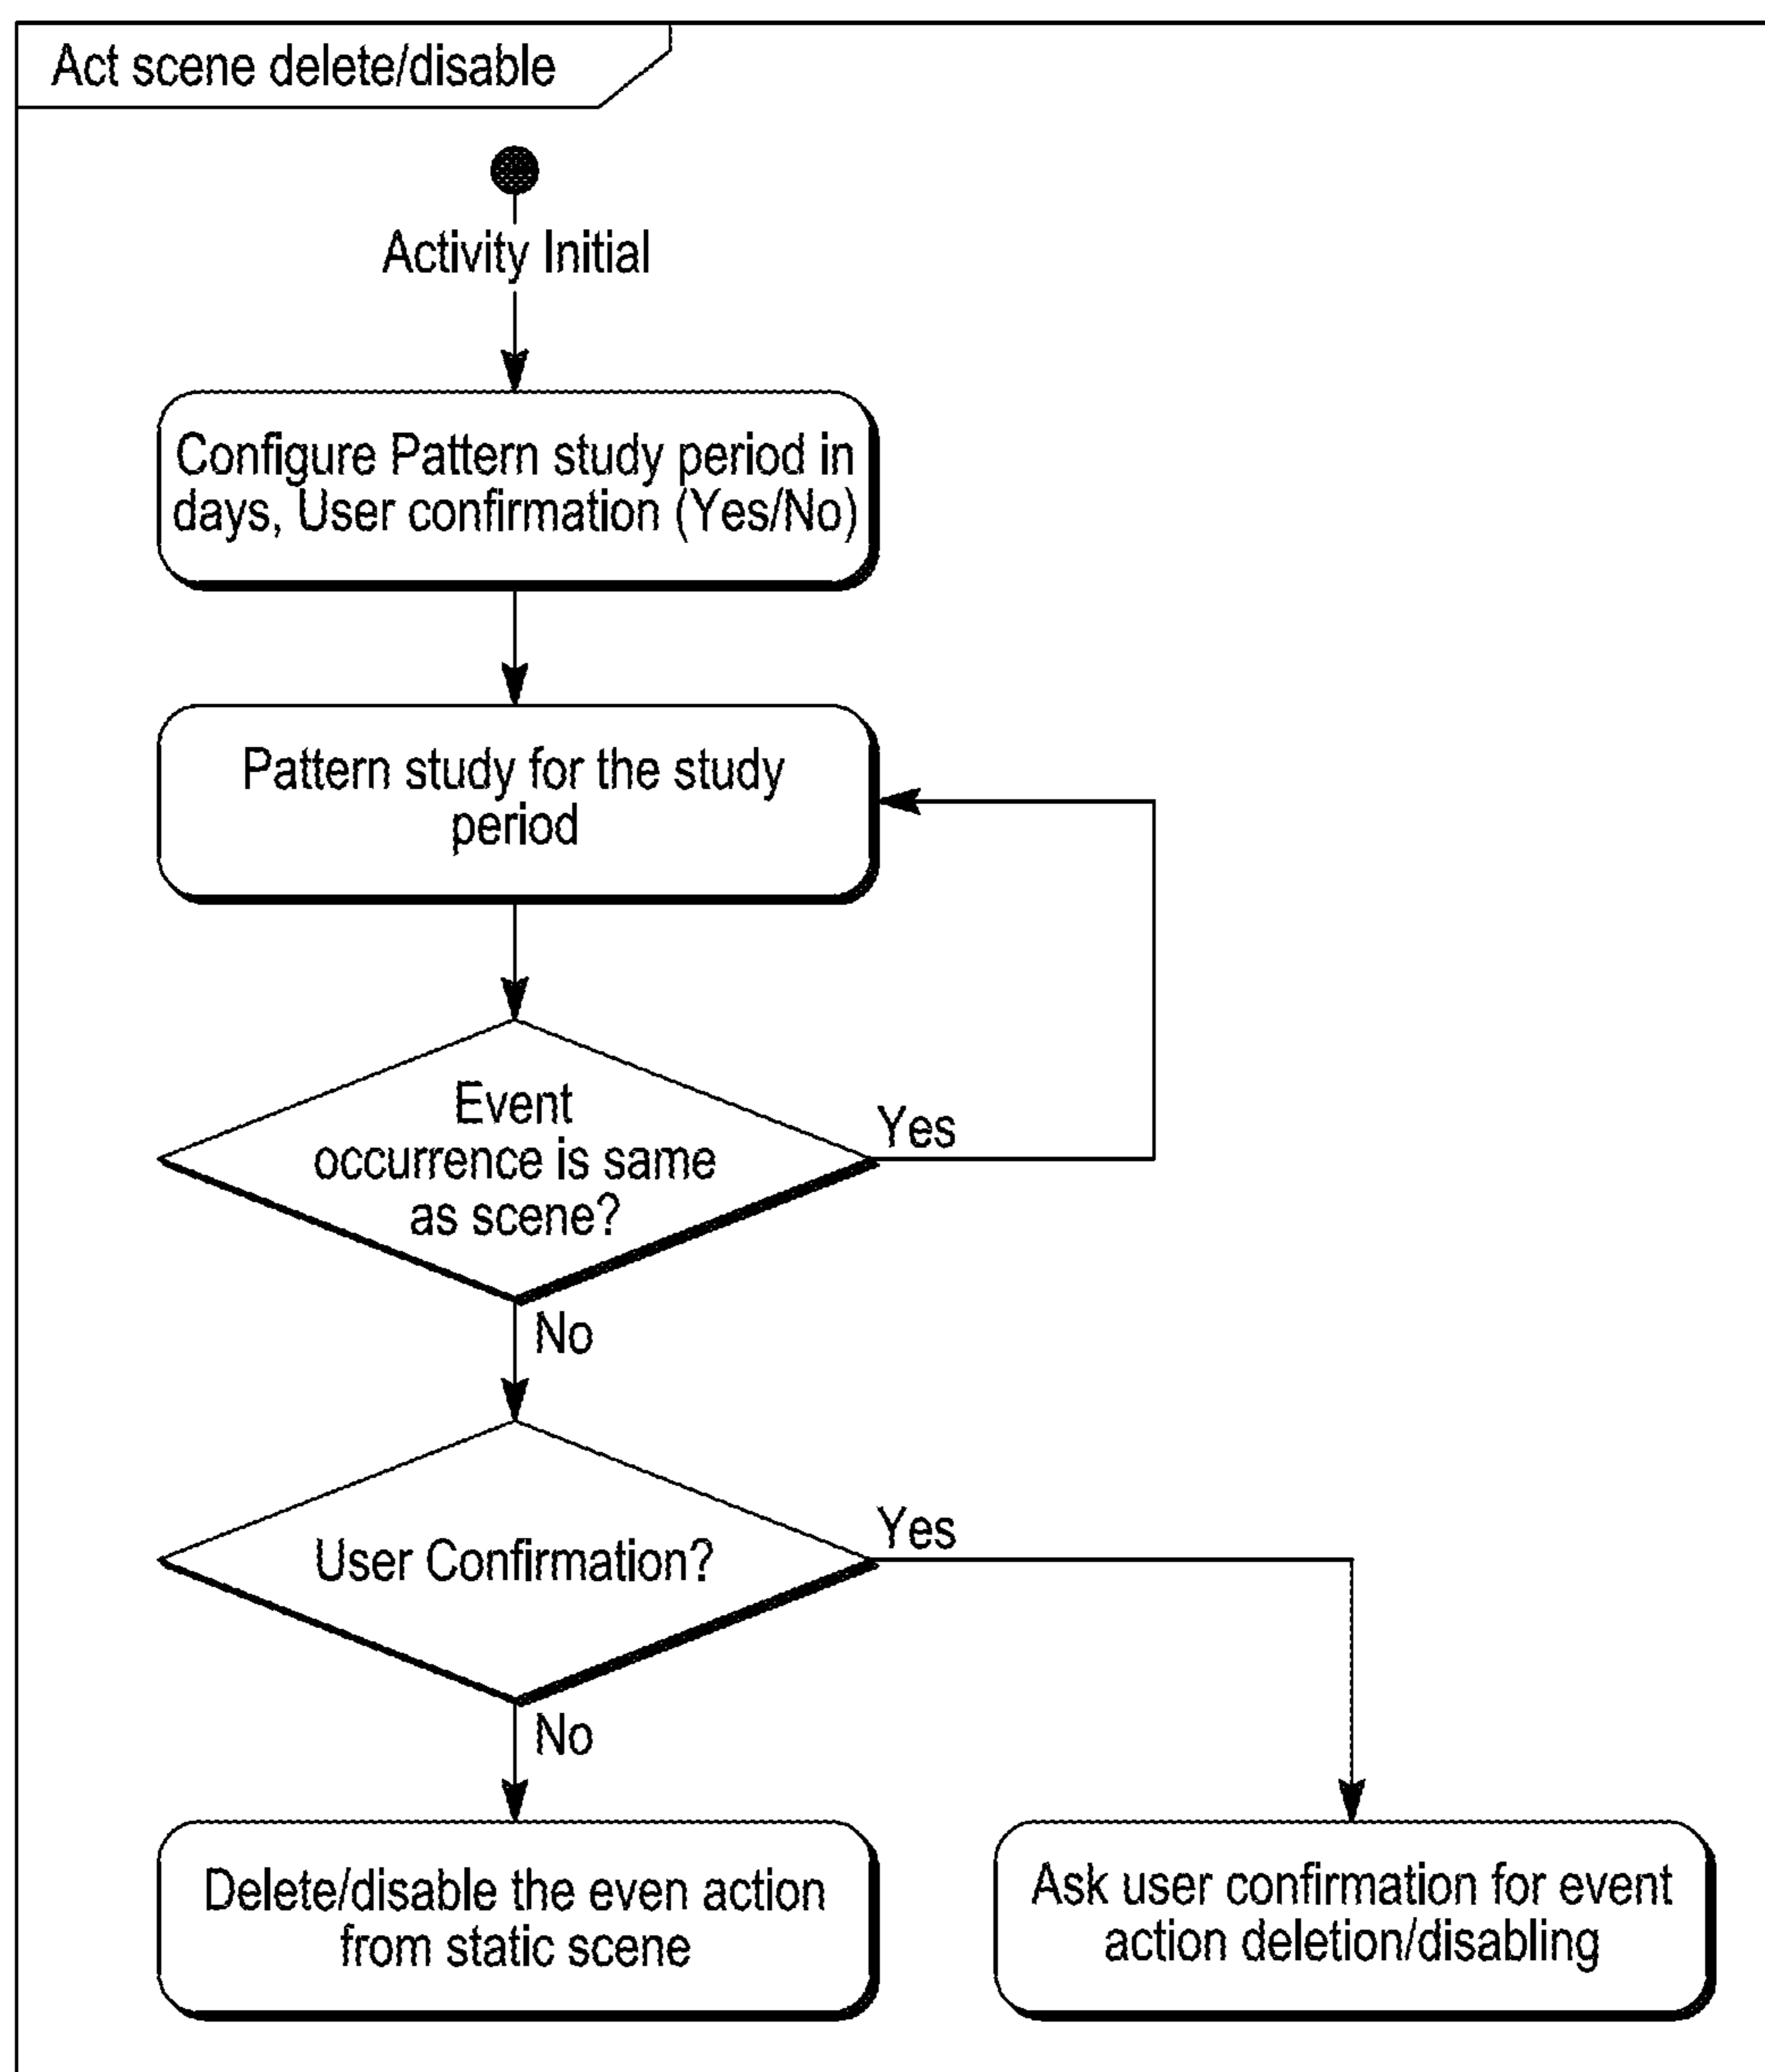 Act scene delete/disable
Activity Initial
Configure Pattern study period in
days, User confirmation (Yes/No)
Pattern study for the study
period
Event
occurrence is same
as scene?
Yes
No
User Confirmation?
Yes
No
Delete/disable the even action
from static scene
Ask user confirmation for event
action deletion/disabling